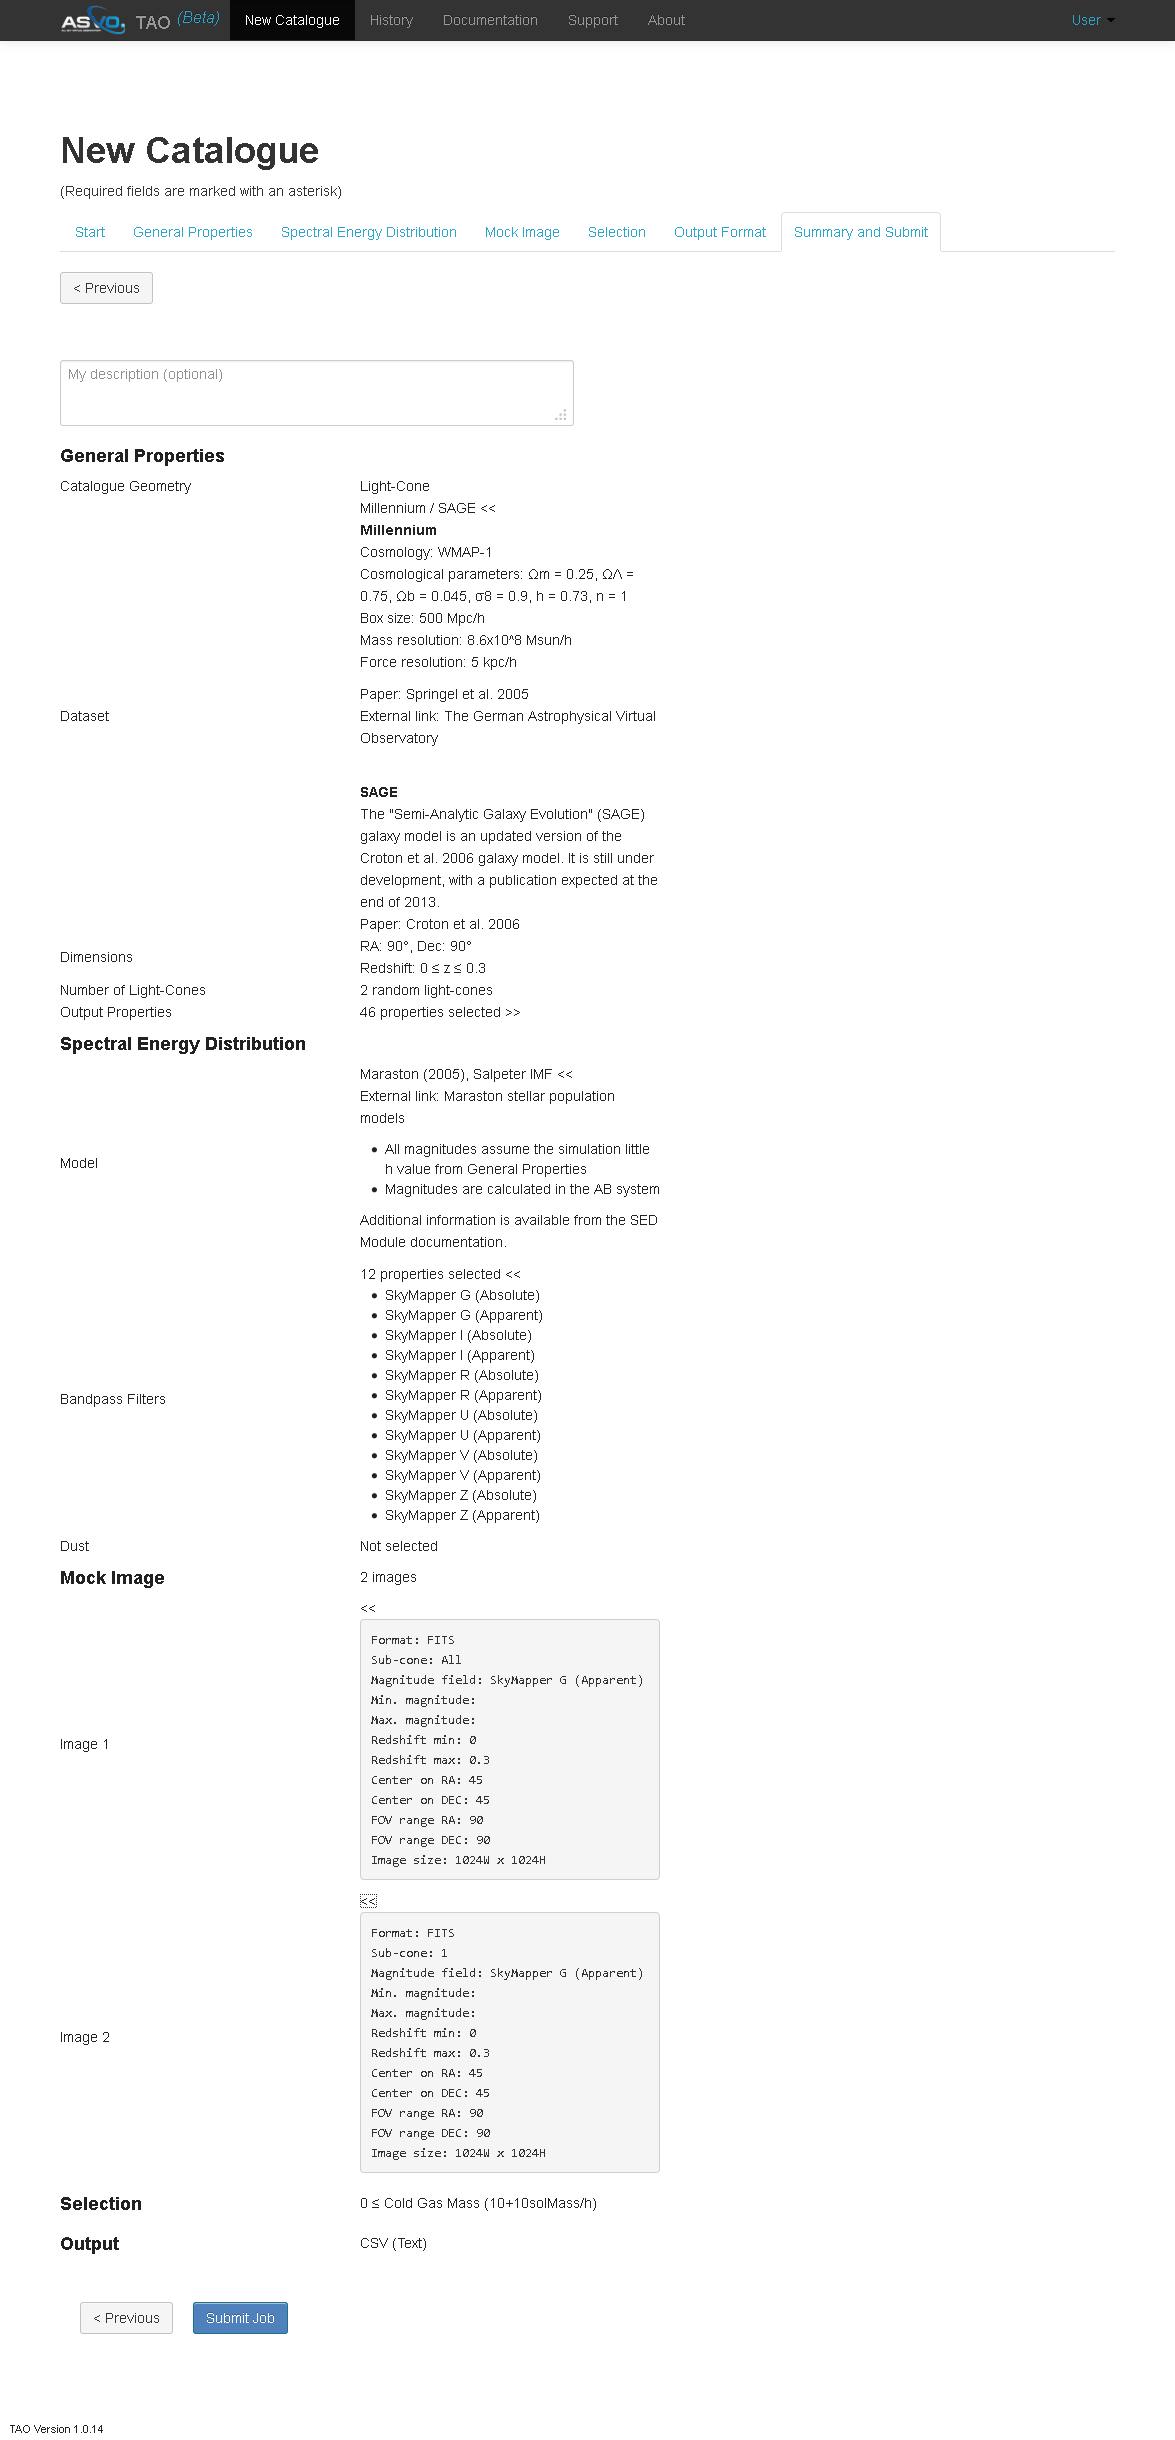 ASVO TAO (Beta) New Catalogue History Documentation Support About User
New Catalogue
(Required fields are marked with an asterisk)
Start General Properties Spectral Energy Distribution Mock Image Selection Output Format Summary and Submit
< Previous
My description (optional)
General Properties
Catalogue Geometry Light-Cone
Millennium / SAGE <<
Millennium
Cosmology: WMAP-1
Cosmological parameters: Ωm = 0.25, ΩΛ =
0.75, Ωb = 0.045, σ8 = 0.9, h = 0.73, n = 1
Box size: 500 Mpc/h
Mass resolution: 8.6x10^8 Msun/h
Force resolution: 5 kpc/h
Paper: Springel et al. 2005
Dataset External link: The German Astrophysical Virtual
Observatory
SAGE
The "Semi-Analytic Galaxy Evolution" (SAGE)
galaxy model is an updated version of the
Croton et al. 2006 galaxy model. It is still under
development, with a publication expected at the
end of 2013.
Paper: Croton et al. 2006
Dimensions
RA: 90°, Dec: 90°
Redshift: 0 ≤ z ≤ 0.3
Number of Light-Cones 2 random light-cones
Output Properties 46 properties selected >>
Spectral Energy Distribution
Maraston (2005), Salpeter IMF <<
External link: Maraston stellar population
models
Model
• All magnitudes assume the simulation little
h value from General Properties
• Magnitudes are calculated in the AB system
Additional information is available from the SED
Module documentation.
Bandpass Filters
12 properties selected <<
• SkyMapper G (Absolute)
• SkyMapper G (Apparent)
• SkyMapper I (Absolute)
• SkyMapper I (Apparent)
• SkyMapper R (Absolute)
• SkyMapper R (Apparent)
• SkyMapper U (Absolute)
• SkyMapper U (Apparent)
• SkyMapper V (Absolute)
• SkyMapper V (Apparent)
• SkyMapper Z (Absolute)
• SkyMapper Z (Apparent)
Dust Not selected
Mock Image 2 images
Image 1
<<
Format: FITS
Sub-cone: All
Magnitude field: SkyMapper G (Apparent)
Min. magnitude:
Max. magnitude:
Redshift min: 0
Redshift max: 0.3
Center on RA: 45
Center on DEC: 45
FOV range RA: 90
FOV range DEC: 90
Image size: 1024W x 1024H
Image 2
<<
Format: FITS
Sub-cone: 1
Magnitude field: SkyMapper G (Apparent)
Min. magnitude:
Max. magnitude:
Redshift min: 0
Redshift max: 0.3
Center on RA: 45
Center on DEC: 45
FOV range RA: 90
FOV range DEC: 90
Image size: 1024W x 1024H
Selection 0 ≤ Cold Gas Mass (10+10solMass/h)
Output CSV (Text)
< Previous Submit Job
TAO Version 1.0.14